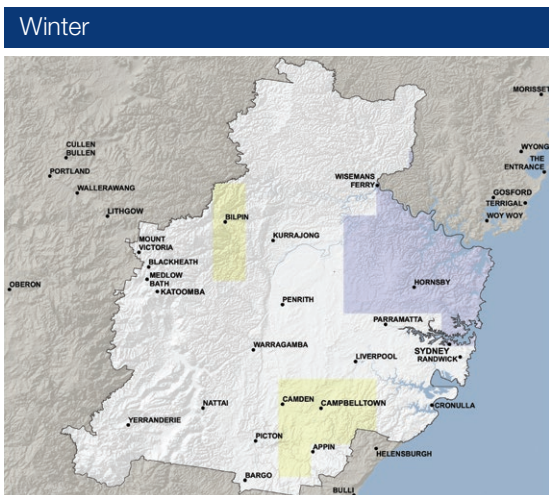 Winter
MORISSET
CULLEN
BULLEN
WYONG
THE
ENTRANCE
PORTLAND
WISEMANS
FERRY
WALLERAWANG
GOSFORD
TERRIGAL
LITHGOW
BILPIN
WOY WOY
MOUNT
VICTORIA
KURRAJONG
BLACKHEATH
MEDLOW
BATH
OBERON
KATOOMBA
HORNSBY
PENRITH
PARRAMATTA
WARRAGAMBA
SYDNEY
LIVERPOOL
RANDWICK
NATTAI
CAMDEN
CAMPBELLTOWN
CRONULLA
YERRANDERIE
PICTON
APPIN
HELENSBURGH
BARGO
BULLI